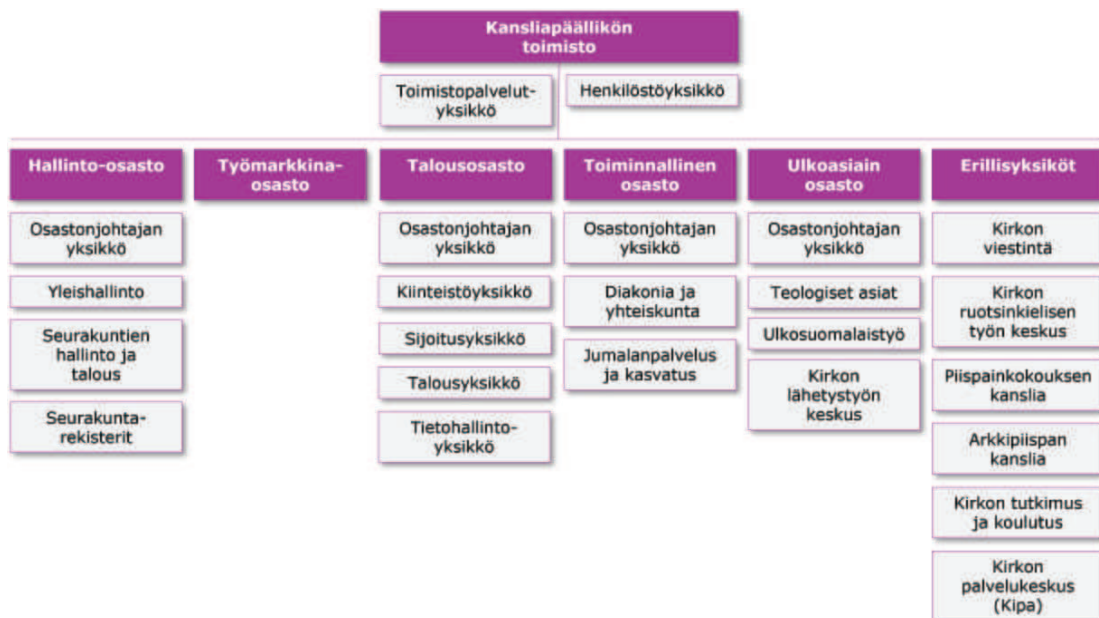 Kansliapäällikön
toimisto
Toimistopalvelut-
yksikkö
Henkilöstöyksikkö
Hallinto-osasto
Osastonjohtajan
yksikkö
Yleishallinto
Seurakuntien
hallinto ja
talous
Seurakunta-
rekisterit
Työmarkkina-
osasto
Talousosasto
Osastonjohtajan
yksikkö
Kiinteistöyksikkö
Sijoitusyksikkö
Talousyksikkö
Tietohallinto-
yksikkö
Toiminnallinen
osasto
Osastonjohtajan
yksikkö
Diakonia ja
yhteiskunta
Jumalanpalvelus
ja kasvatus
Ulkoasiain
osasto
Osastonjohtajan
yksikkö
Teologiset asiat
Ulkosuomalaistyö
Kirkon
lähetystyön
keskus
Erillisyksiköt
Kirkon
viestintä
Kirkon
ruotsinkielisen
työn keskus
Piispainkokouksen
kanslia
Arkkipiispan
kanslia
Kirkon tutkimus
ja koulutus
Kirkon
palvelukeskus
(Kipa)